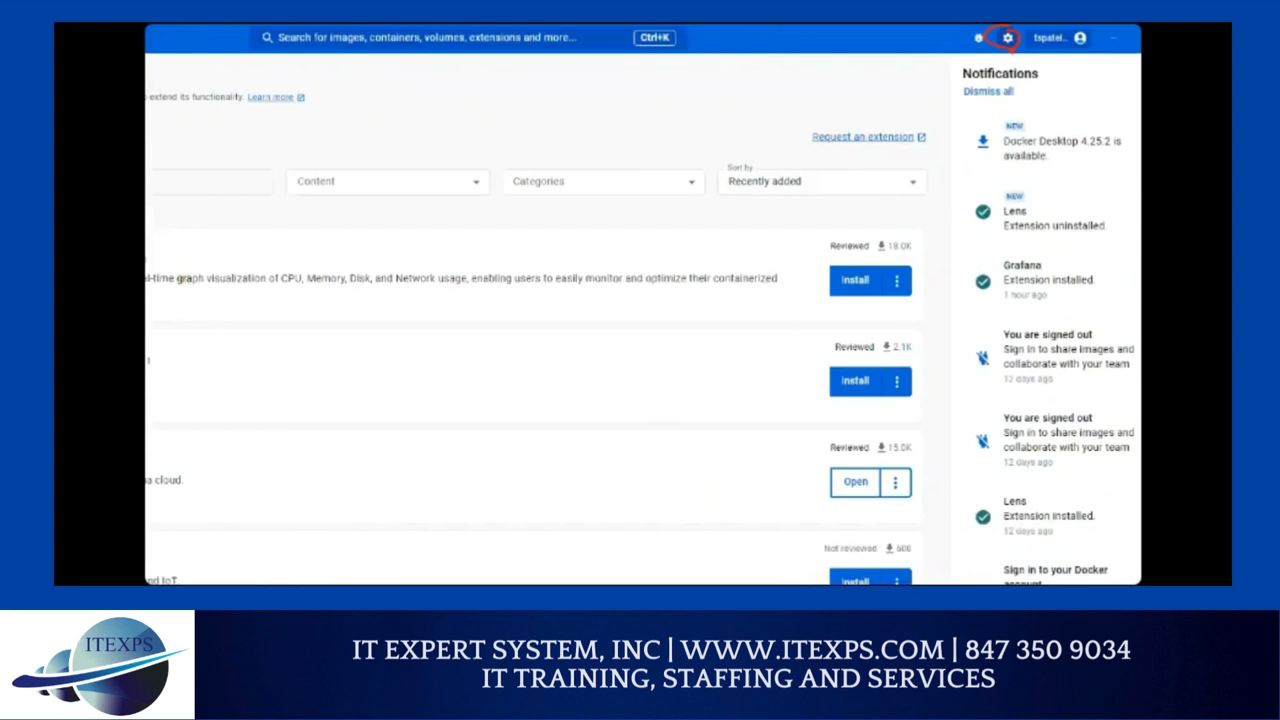 Search for images, containers, volumes, extensions and more...
Ctrl+K
tspatel...
Notifications
Dismiss all
extend its functionality. Learn more
Request an extension
NEW
Docker Desktop 4.25.2 is
available.
Content
Categories
Sort by
Recently added
NEW
Lens
Extension uninstalled.
Reviewed 18.0K
graph visualization of CPU, Memory, Disk, and Network usage, enabling users to easily monitor and optimize their containerized
Install
Grafana
Extension installed.
1 hour ago
Reviewed 2.1K
Install
You are signed out
Sign in to share images and
collaborate with your team
12 days ago
You are signed out
Sign in to share images and
collaborate with your team
12 days ago
Reviewed 15.0K
cloud.
Open
Lens
Extension installed.
12 days ago
Not reviewed 600
IoT.
Install
Sign in to your Docker
account
ITEXPS
IT EXPERT SYSTEM, INC | WWW.ITEXPS.COM | 847 350 9034
IT TRAINING, STAFFING AND SERVICES